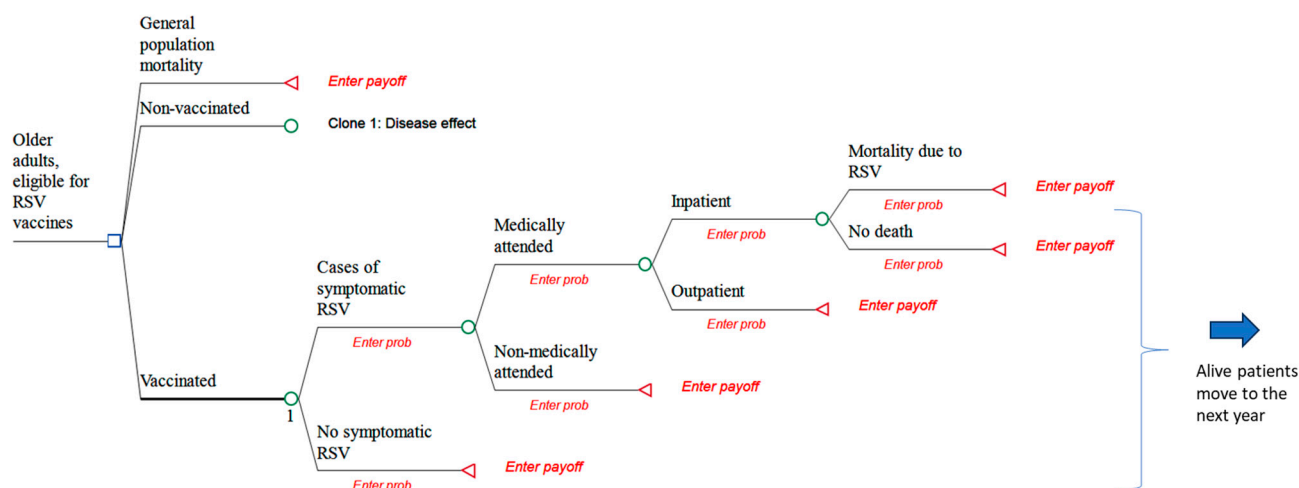 General
population
mortality
Enter payoff
Non-vaccinated
Clone 1: Disease effect
Older
adults,
eligible for
RSV
vaccines
Mortality due to
RSV
Enter payoff
Enter prob
Inpatient
Enter prob
No death
Enter payoff
Enter prob
Medically
attended
Enter prob
Cases of
symptomatic
RSV
Enter prob
Outpatient
Enter payoff
Enter prob
Non-medically
attended
Enter payoff
Enter prob
Vaccinated
1
No symptomatic
RSV
Enter payoff
Enter prob
Alive patients
move to the
next year